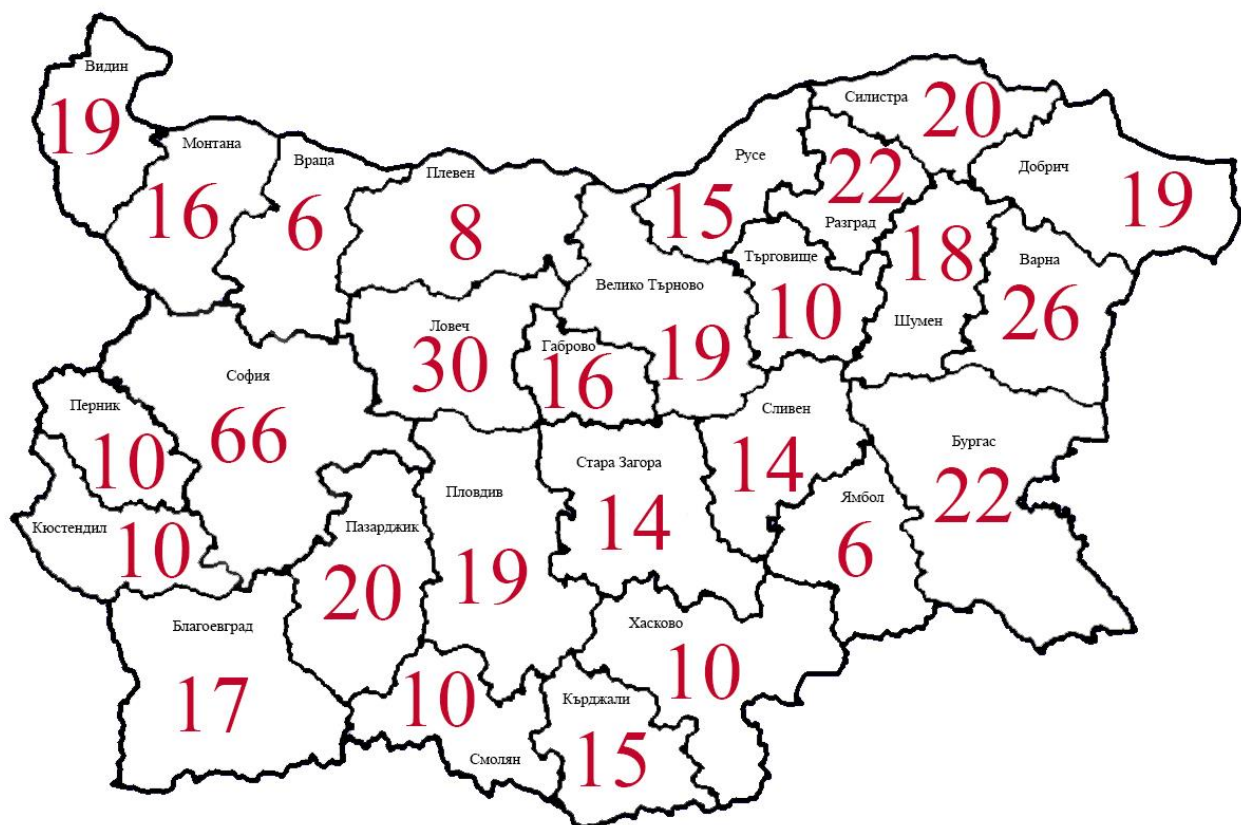 Видин
19
Монтана
16
Враца
6
Плевен
8
Русе
15
Силистра
20
Разград
22
Добрич
19
Търговище
10
Шумен
18
Варна
26
Велико Търново
19
Ловеч
30
Габрово
16
София
66
Перник
10
Кюстендил
10
Сливен
14
Бургас
22
Стара Загора
14
Ямбол
6
Пловдив
19
Пазарджик
20
Благоевград
17
Хасково
10
Кърджали
15
10
Смолян